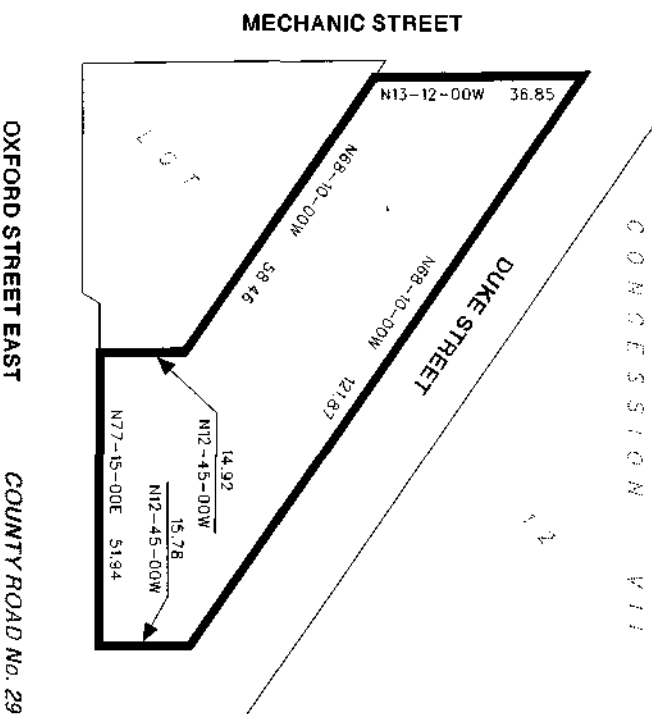 MECHANIC STREET
N13-12-00W 36.85
LOT
N68-10-00W 58.46
N68-10-00W 121.87
DUKE STREET
CONCESSION VII
12
14.92
N12-45-00W
15.78
N12-45-00W
N77-15-00E 51.94
OXFORD STREET EAST
COUNTY ROAD No. 29